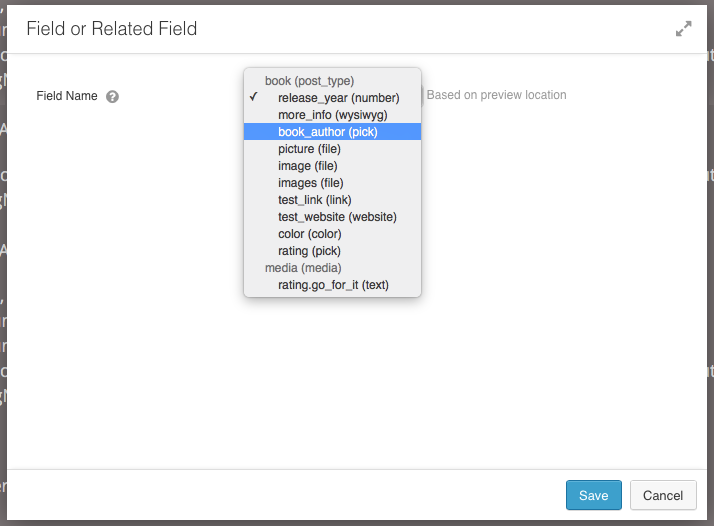 Field or Related Field
Field Name ?
book (post_type)
✓ release_year (number)
Based on preview location
more_info (wysiwyg)
book_author (pick)
picture (file)
image (file)
images (file)
test_link (link)
test_website (website)
color (color)
rating (pick)
media (media)
rating.go_for_it (text)
Save Cancel